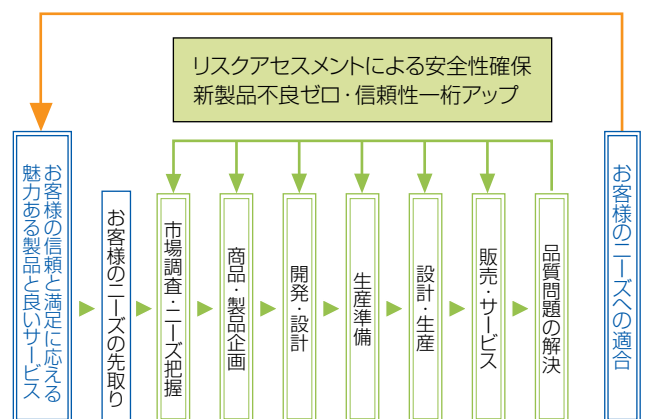 リスクアセスメントによる安全性確保
新製品不良ゼロ・信頼性一桁アップ
お客様の信頼と満足に応える
魅力ある製品と良いサービス
お客様のニーズの先取り
市場調査・ニーズ把握
商品・製品企画
開発・設計
生産準備
設計・生産
販売・サービス
品質問題の解決
お客様のニーズへの適合